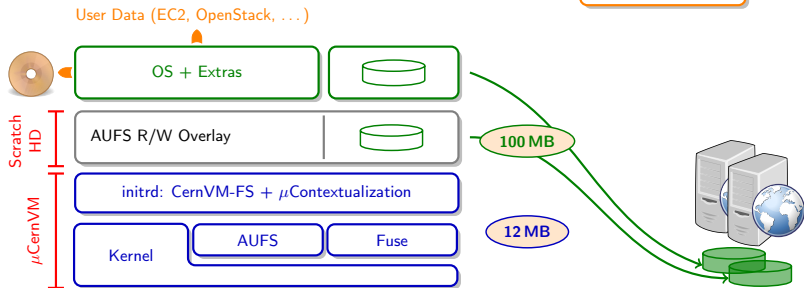 User Data (EC2, OpenStack, . . . )
OS + Extras
Scratch
HD
AUFS R/W Overlay
100 MB
μCernVM
initrd: CernVM-FS + μContextualization
12 MB
Kernel
AUFS
Fuse